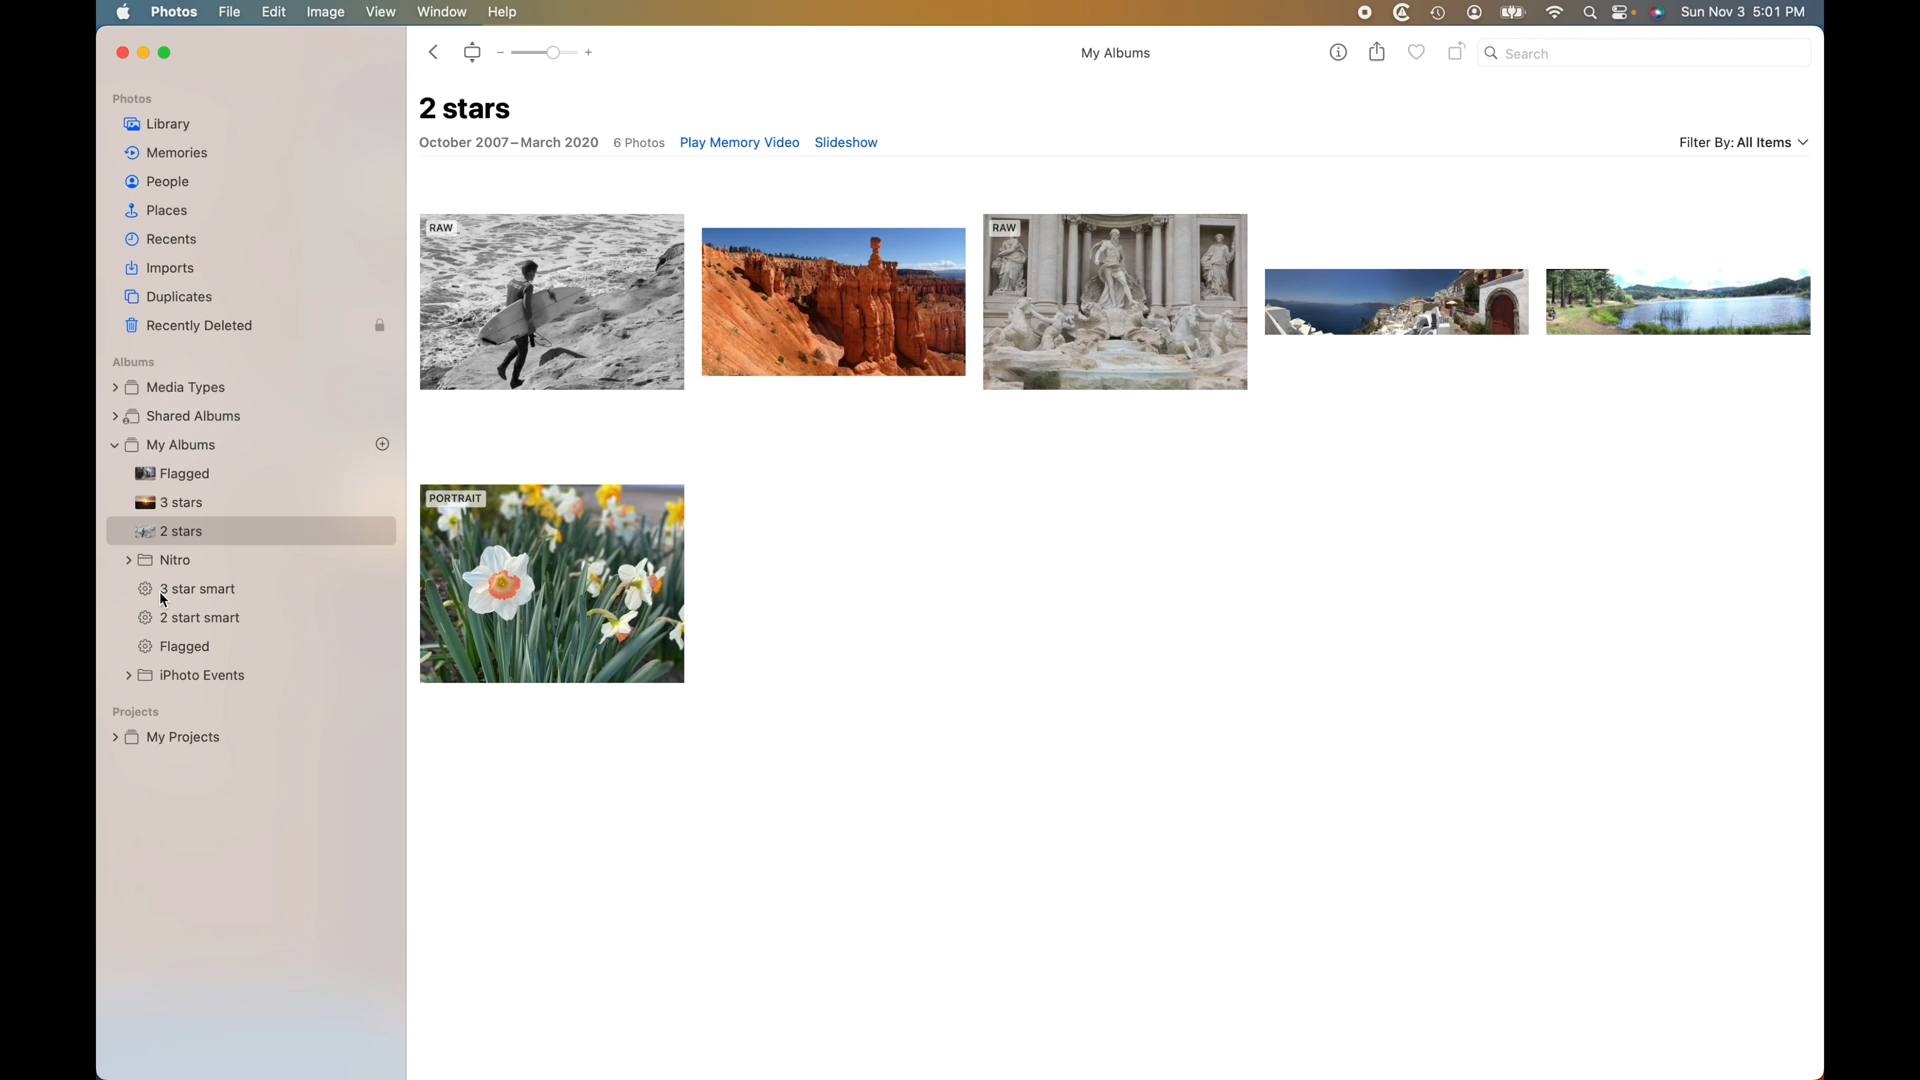 Photos File Edit Image View Window Help Sun Nov 3 5:01 PM
My Albums
Search
Photos
Library
Memories
People
Places
Recents
Imports
Duplicates
Recently Deleted
Albums
Media Types
Shared Albums
My Albums
Flagged
3 stars
2 stars
Nitro
3 star smart
2 start smart
Flagged
iPhoto Events
Projects
My Projects
2 stars
October 2007–March 2020 6 Photos Play Memory Video Slideshow Filter By: All Items
RAW
RAW
PORTRAIT